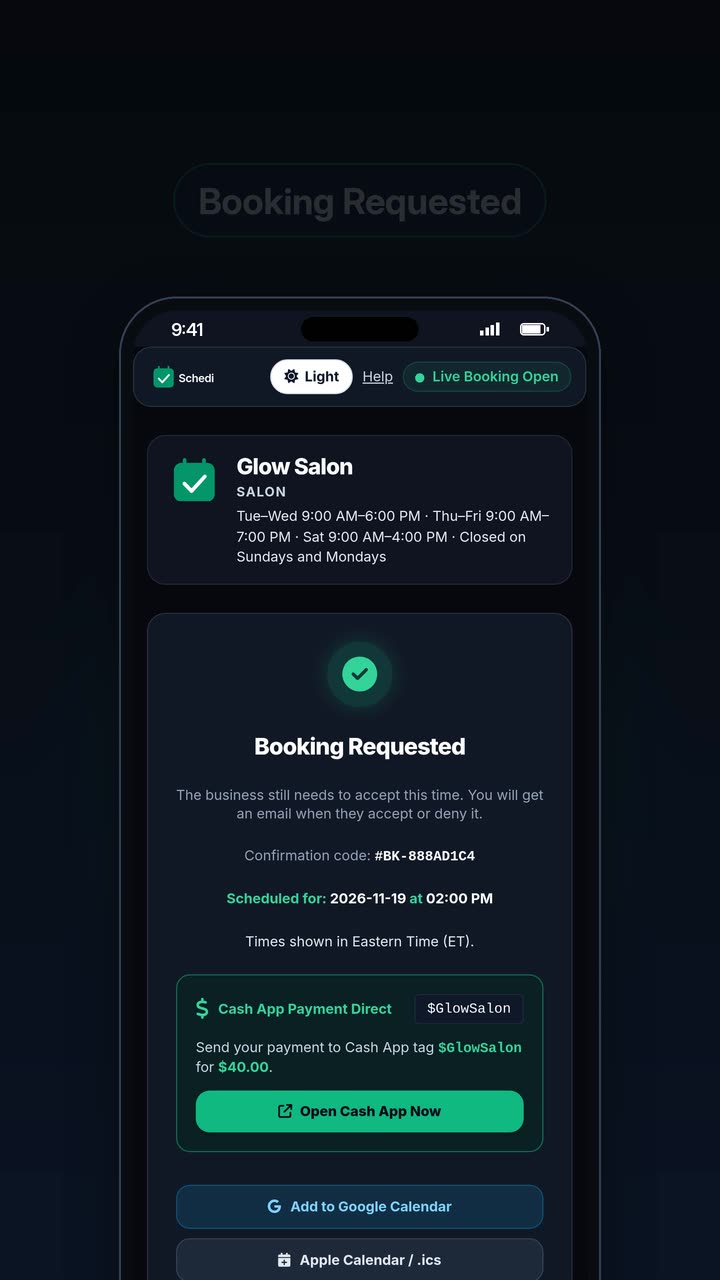 Booking Requested
9:41
Schedi
Light
Help
Live Booking Open
Glow Salon
SALON
Tue–Wed 9:00 AM–6:00 PM · Thu–Fri 9:00 AM–
7:00 PM · Sat 9:00 AM–4:00 PM · Closed on
Sundays and Mondays
Booking Requested
The business still needs to accept this time. You will get
an email when they accept or deny it.
Confirmation code: #BK-888AD1C4
Scheduled for: 2026-11-19 at 02:00 PM
Times shown in Eastern Time (ET).
Cash App Payment Direct
$GlowSalon
Send your payment to Cash App tag $GlowSalon
for $40.00.
Open Cash App Now
Add to Google Calendar
Apple Calendar / .ics